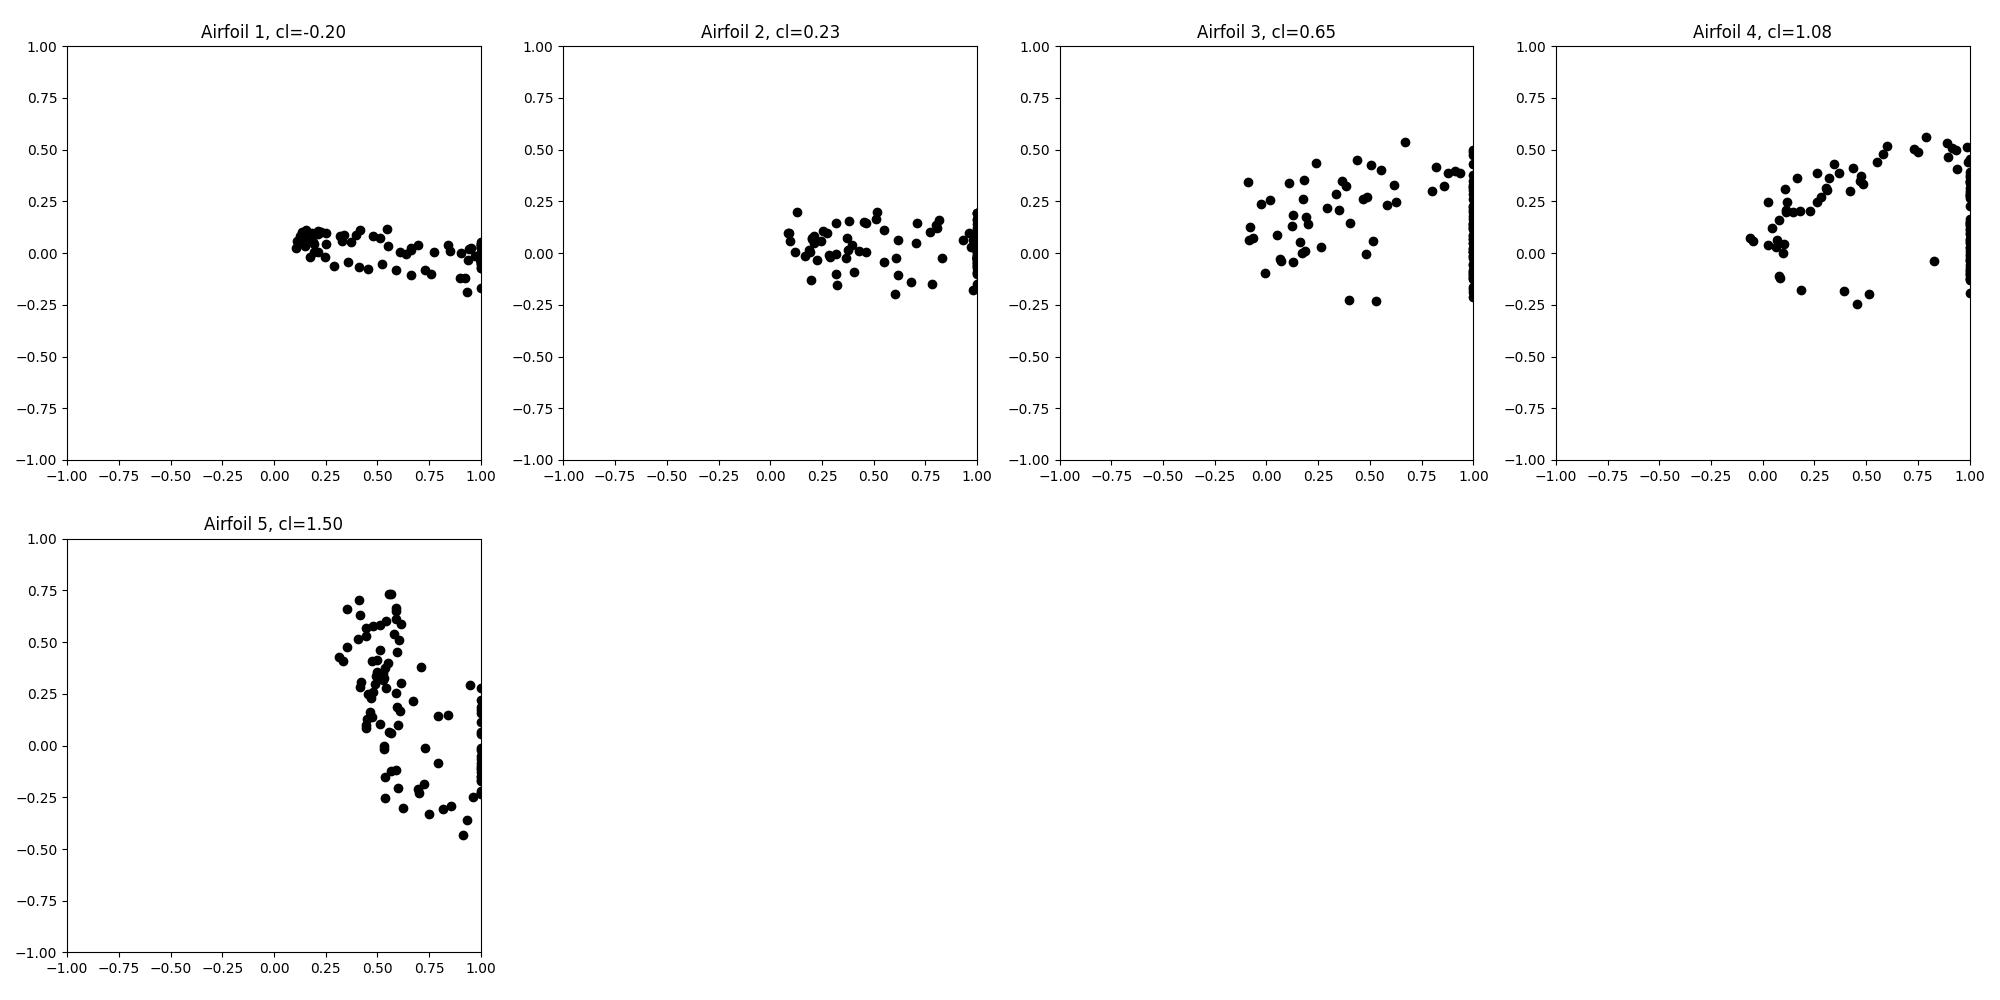 Airfoil 1, cl=-0.20
Airfoil 2, cl=0.23
Airfoil 3, cl=0.65
Airfoil 4, cl=1.08
1.00 1.00 1.00 1.00
0.75 0.75 0.75 0.75
0.50 0.50 0.50 0.50
0.25 0.25 0.25 0.25
0.00 0.00 0.00 0.00
−0.25 −0.25 −0.25 −0.25
−0.50 −0.50 −0.50 −0.50
−0.75 −0.75 −0.75 −0.75
−1.00 −1.00 −1.00 −1.00
−1.00 −0.75 −0.50 −0.25 0.00 0.25 0.50 0.75 1.00
−1.00 −0.75 −0.50 −0.25 0.00 0.25 0.50 0.75 1.00
−1.00 −0.75 −0.50 −0.25 0.00 0.25 0.50 0.75 1.00
−1.00 −0.75 −0.50 −0.25 0.00 0.25 0.50 0.75 1.00
Airfoil 5, cl=1.50
1.00
0.75
0.50
0.25
0.00
−0.25
−0.50
−0.75
−1.00
−1.00 −0.75 −0.50 −0.25 0.00 0.25 0.50 0.75 1.00